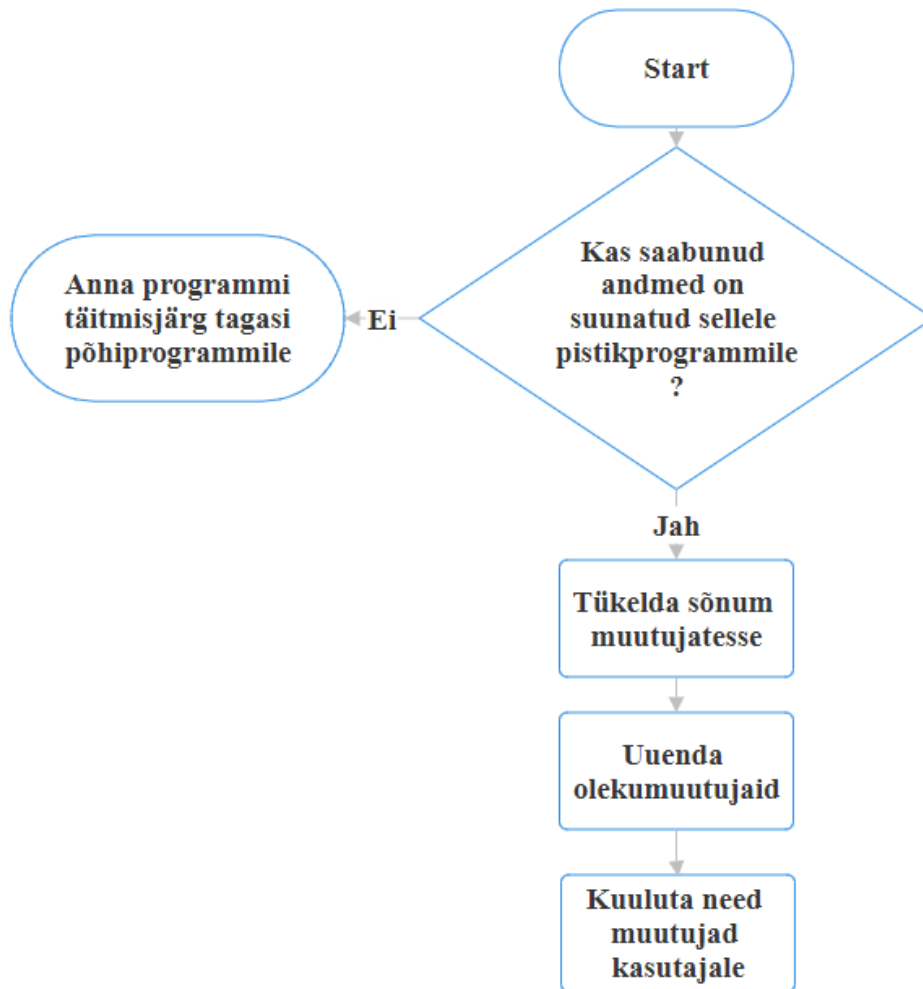 Start
Kas saabunud
andmed on
suunatud sellele
pistikprogrammile
?
Anna programmi
täitmisjärg tagasi
põhiprogrammile
Ei
Jah
Tükelda sõnum
muutujatesse
Uuenda
olekumuutujaid
Kuuluta need
muutujad
kasutajale